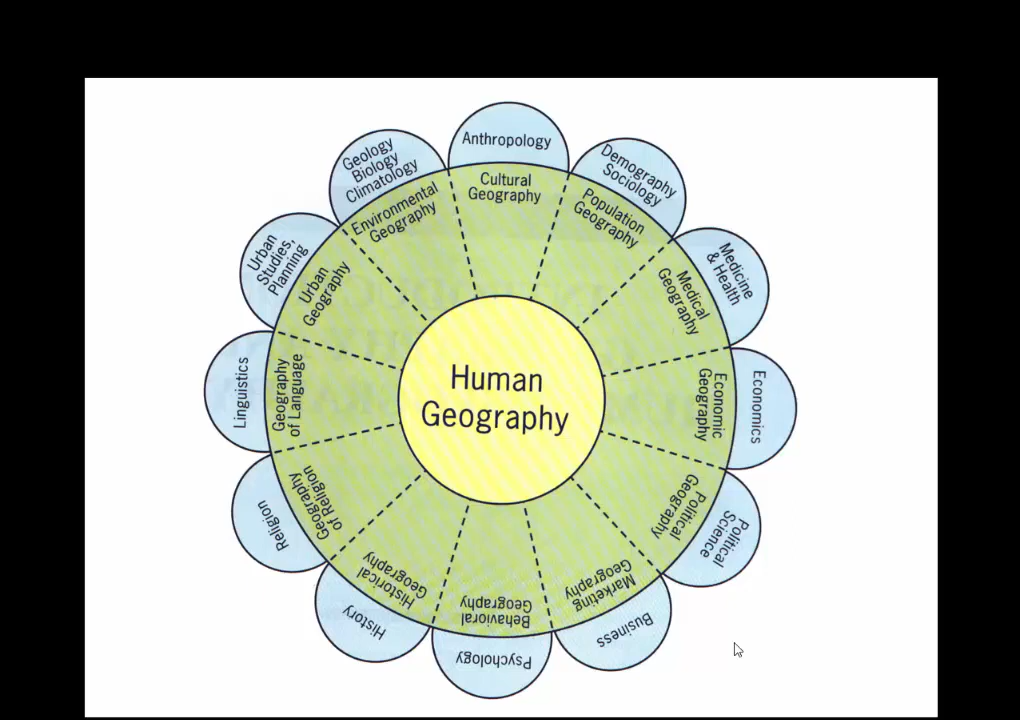 Human
Geography
Anthropology
Cultural
Geography
Demography
Sociology
Population
Geography
Medicine
& Health
Medical
Geography
Economics
Economic
Geography
Political
Science
Political
Geography
Business
Marketing
Geography
Psychology
Behavioral
Geography
History
Historical
Geography
Religion
Geography
of Religion
Linguistics
Geography
of Language
Urban
Studies,
Planning
Urban
Geography
Geology
Biology
Climatology
Environmental
Geography